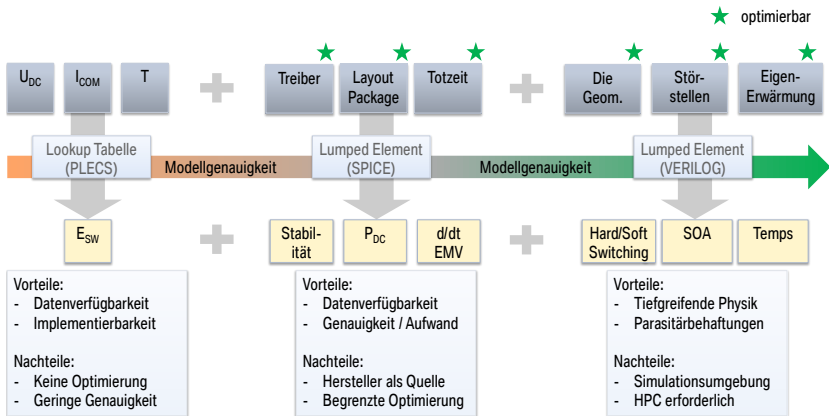 optimierbar
U_DC
I_COM
T
Treiber
Layout
Package
Totzeit
Die
Geom.
Stör-
stellen
Eigen-
Erwärmung
Lookup Tabelle
(PLECS)
Modellgenauigkeit
Lumped Element
(SPICE)
Modellgenauigkeit
Lumped Element
(VERILOG)
E_SW
Stabil-
ität
P_DC
d/dt
EMV
Hard/Soft
Switching
SOA
Temps
Vorteile:
- Datenverfügbarkeit
- Implementierbarkeit
Nachteile:
- Keine Optimierung
- Geringe Genauigkeit
Vorteile:
- Datenverfügbarkeit
- Genauigkeit / Aufwand
Nachteile:
- Hersteller als Quelle
- Begrenzte Optimierung
Vorteile:
- Tiefgreifende Physik
- Parasitärbehaftungen
Nachteile:
- Simulationsumgebung
- HPC erforderlich